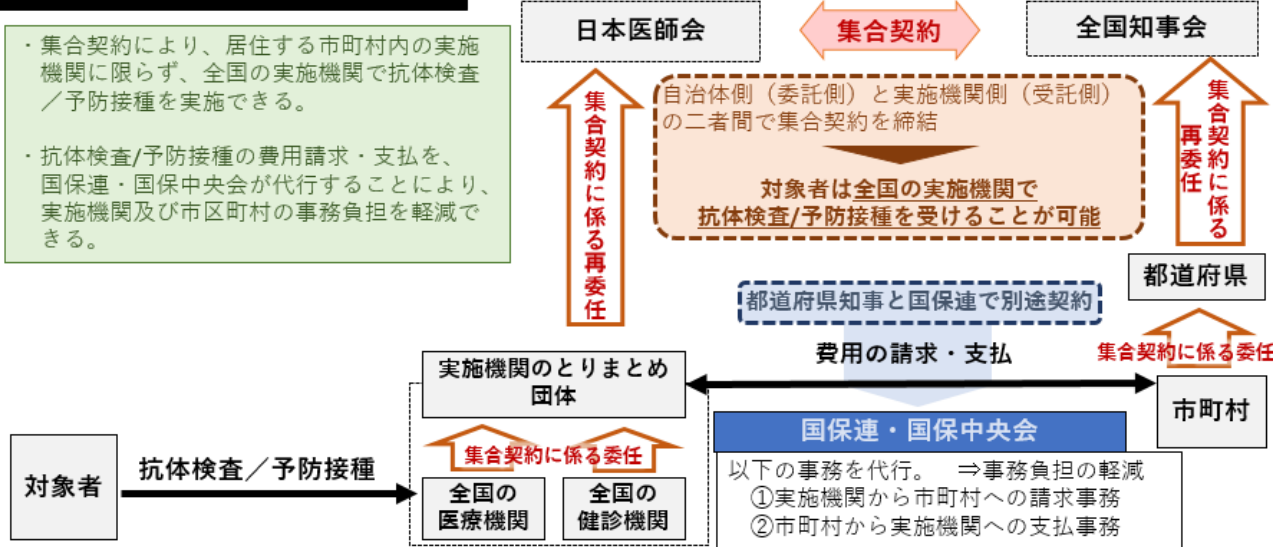 ・集合契約により、居住する市町村内の実施
機関に限らず、全国の実施機関で抗体検査
／予防接種を実施できる。
・抗体検査/予防接種の費用請求・支払を、
国保連・国保中央会が代行することにより、
実施機関及び市区町村の事務負担を軽減で
きる。
日本医師会
集合契約
全国知事会
自治体側（委託側）と実施機関側（受託側）
の二者間で集合契約を締結
対象者は全国の実施機関で
抗体検査/予防接種を受けることが可能
集合契約に係る再委任
集合契約に係る
再委任
都道府県
都道府県知事と国保連で別途契約
費用の請求・支払
集合契約に係る委任
市町村
実施機関のとりまとめ
団体
集合契約に係る委任
全国の
医療機関
全国の
健診機関
対象者
抗体検査／予防接種
国保連・国保中央会
以下の事務を代行。　⇒事務負担の軽減
①実施機関から市町村への請求事務
②市町村から実施機関への支払事務